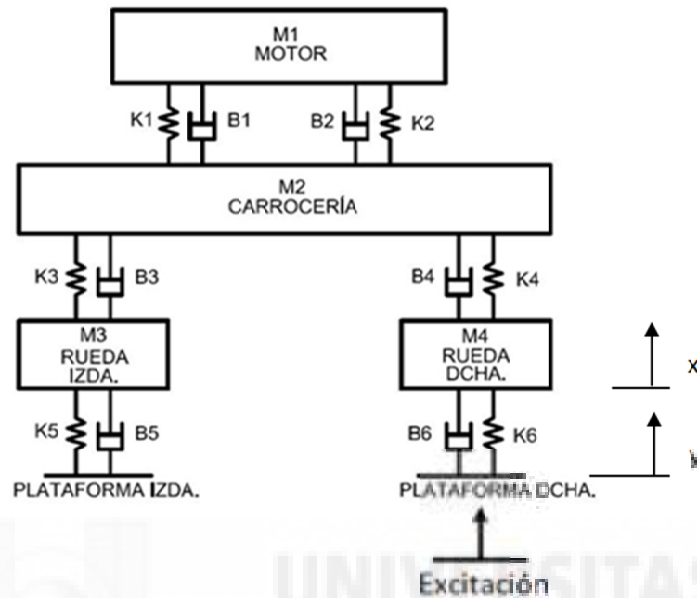 M1
MOTOR
K1
B1
B2
K2
M2
CARROCERÍA
K3
B3
B4
K4
M3
RUEDA
IZDA.
M4
RUEDA
DCHA.
x
K5
B5
B6
K6
PLATAFORMA IZDA.
PLATAFORMA DCHA.
Excitación